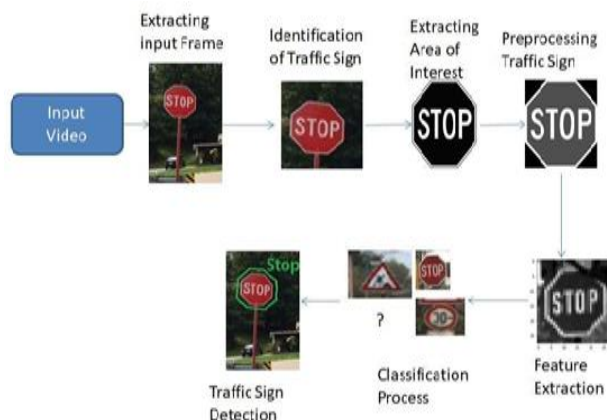 Extracting
input Frame
Identification
of Traffic Sign
Extracting
Area of
Interest
Preprocessing
Traffic Sign
Input
Video
STOP
STOP
STOP
STOP
Stop
STOP
STOP
30
?
STOP
Traffic Sign
Detection
Classification
Process
Feature
Extraction